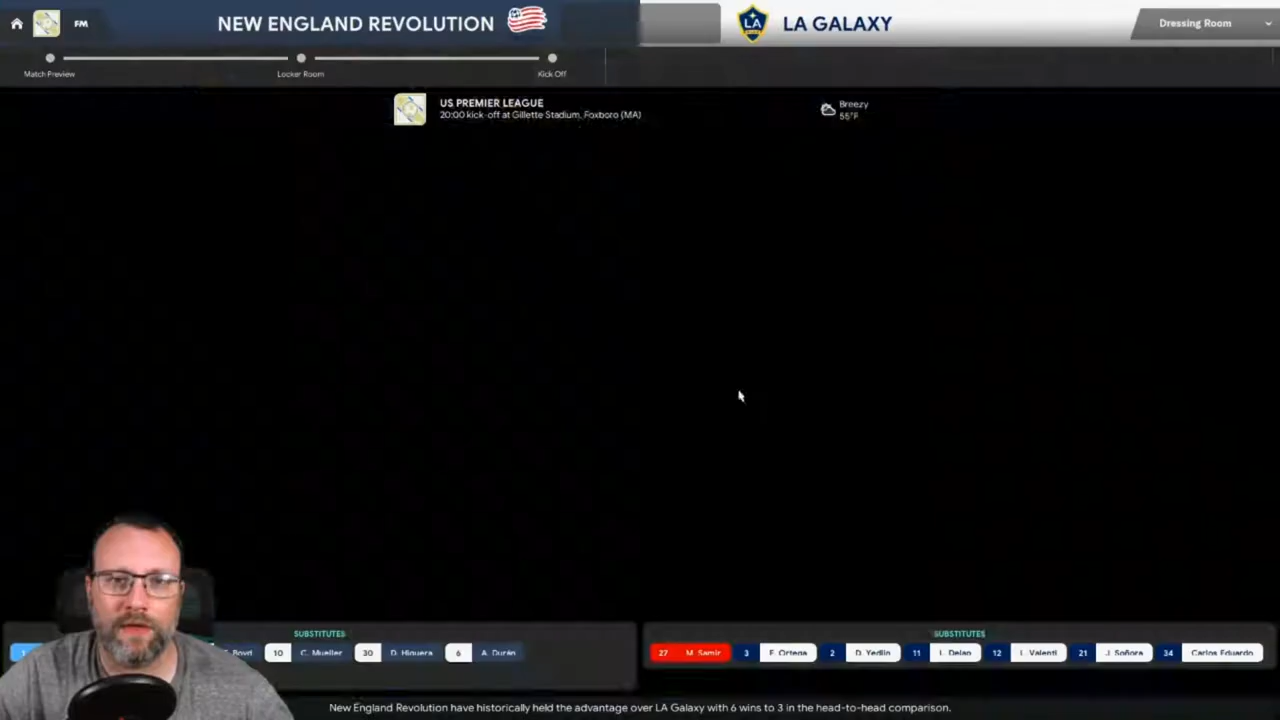 FM
NEW ENGLAND REVOLUTION
LA GALAXY
Dressing Room
Match Preview
Locker Room
Kick Off
US PREMIER LEAGUE
20:00 kick-off at Gillette Stadium, Foxboro (MA)
Breezy
55°F
SUBSTITUTES
Boyd
10 C. Mueller
30 D. Higuera
6 A. Durán
SUBSTITUTES
27 M. Samir
3 F. Ortega
2 D. Yedlin
11 L. Delao
12 L. Valenti
21 J. Soñora
34 Carlos Eduardo
New England Revolution have historically held the advantage over LA Galaxy with 6 wins to 3 in the head-to-head comparison.